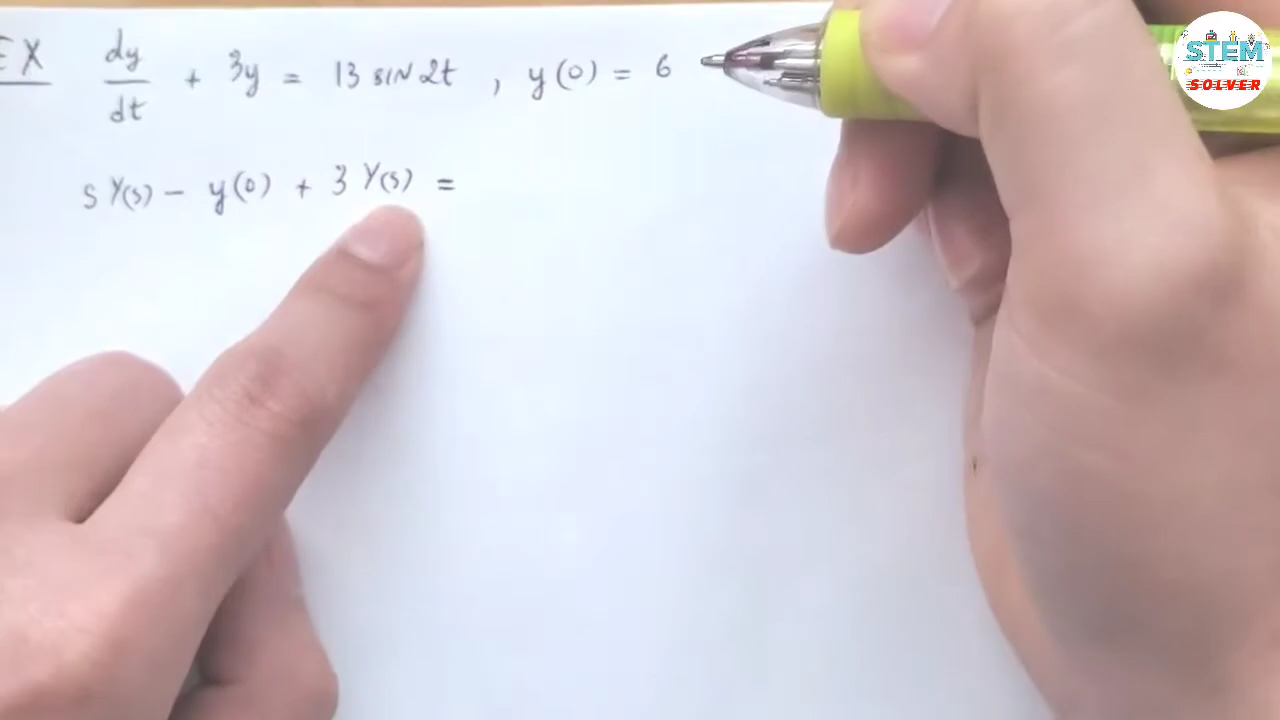 EX dy/dt + 3y = 13 SIN 2t , y(0) = 6
s Y(s) - y(0) + 3 Y(s) =
STEM
SOLVER